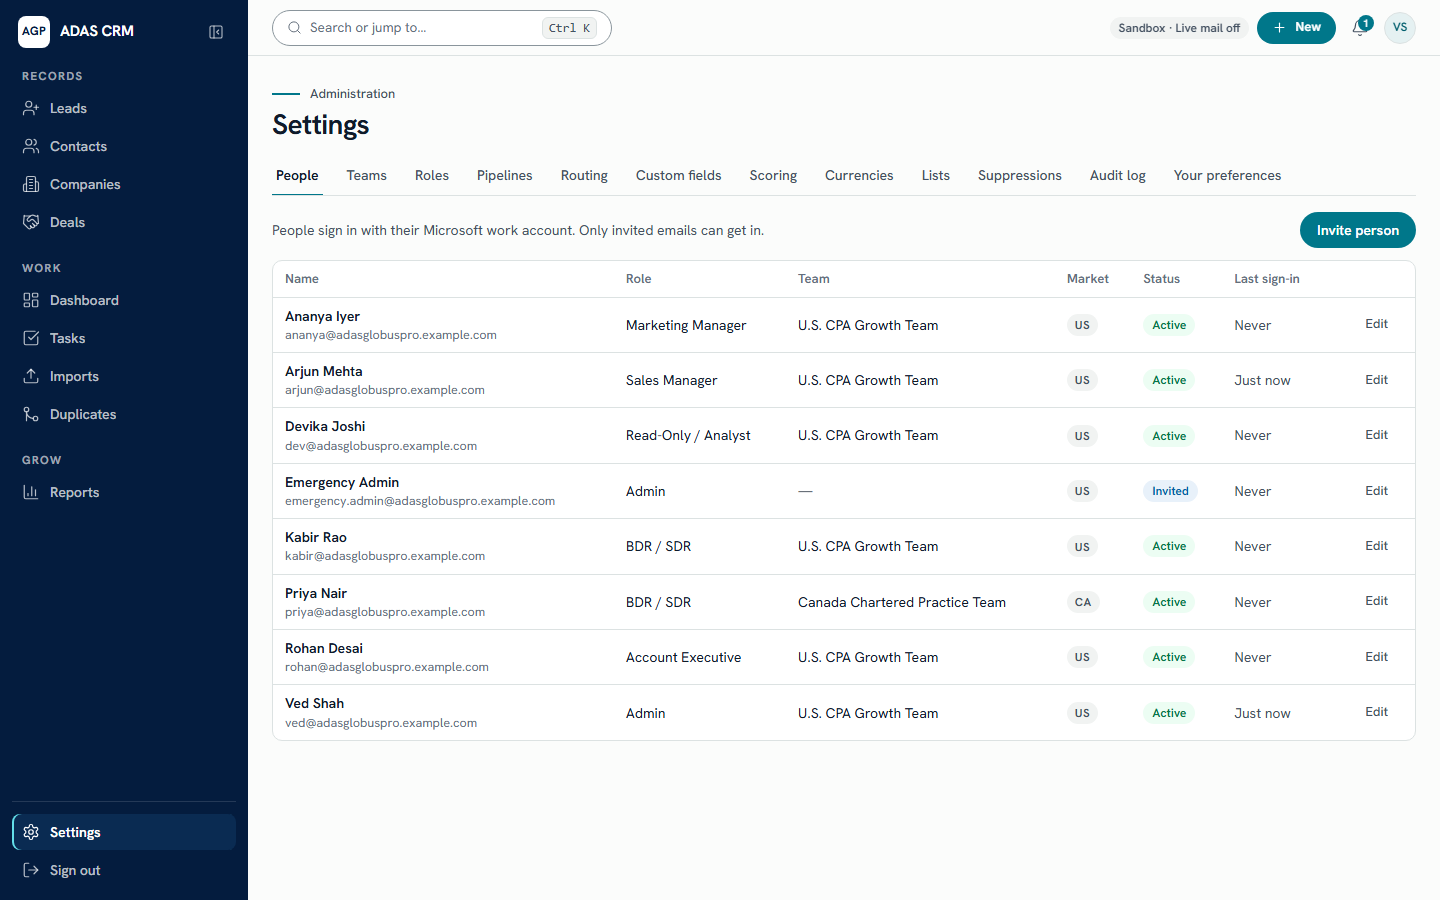 AGP ADAS CRM
RECORDS
Leads
Contacts
Companies
Deals
WORK
Dashboard
Tasks
Imports
Duplicates
GROW
Reports
Settings
Sign out
Search or jump to... Ctrl K
Sandbox · Live mail off
+ New
1
VS
Administration
Settings
People Teams Roles Pipelines Routing Custom fields Scoring Currencies Lists Suppressions Audit log Your preferences
People sign in with their Microsoft work account. Only invited emails can get in.
Invite person
Name Role Team Market Status Last sign-in
Ananya Iyer
ananya@adasglobuspro.example.com
Marketing Manager U.S. CPA Growth Team US Active Never Edit
Arjun Mehta
arjun@adasglobuspro.example.com
Sales Manager U.S. CPA Growth Team US Active Just now Edit
Devika Joshi
dev@adasglobuspro.example.com
Read-Only / Analyst U.S. CPA Growth Team US Active Never Edit
Emergency Admin
emergency.admin@adasglobuspro.example.com
Admin — US Invited Never Edit
Kabir Rao
kabir@adasglobuspro.example.com
BDR / SDR U.S. CPA Growth Team US Active Never Edit
Priya Nair
priya@adasglobuspro.example.com
BDR / SDR Canada Chartered Practice Team CA Active Never Edit
Rohan Desai
rohan@adasglobuspro.example.com
Account Executive U.S. CPA Growth Team US Active Never Edit
Ved Shah
ved@adasglobuspro.example.com
Admin U.S. CPA Growth Team US Active Just now Edit